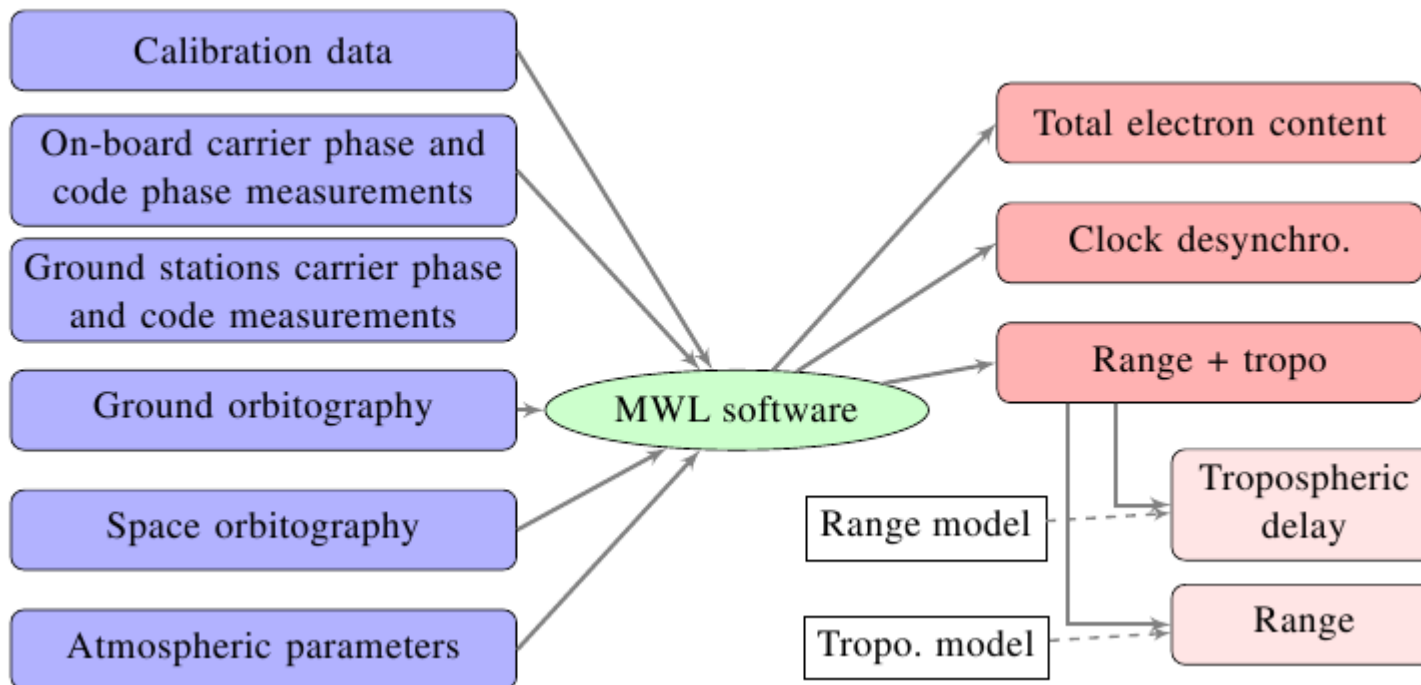 Calibration data
On-board carrier phase and
code phase measurements
Ground stations carrier phase
and code measurements
Ground orbitography
Space orbitography
Atmospheric parameters
MWL software
Total electron content
Clock desynchro.
Range + tropo
Range model
Tropospheric
delay
Tropo. model
Range